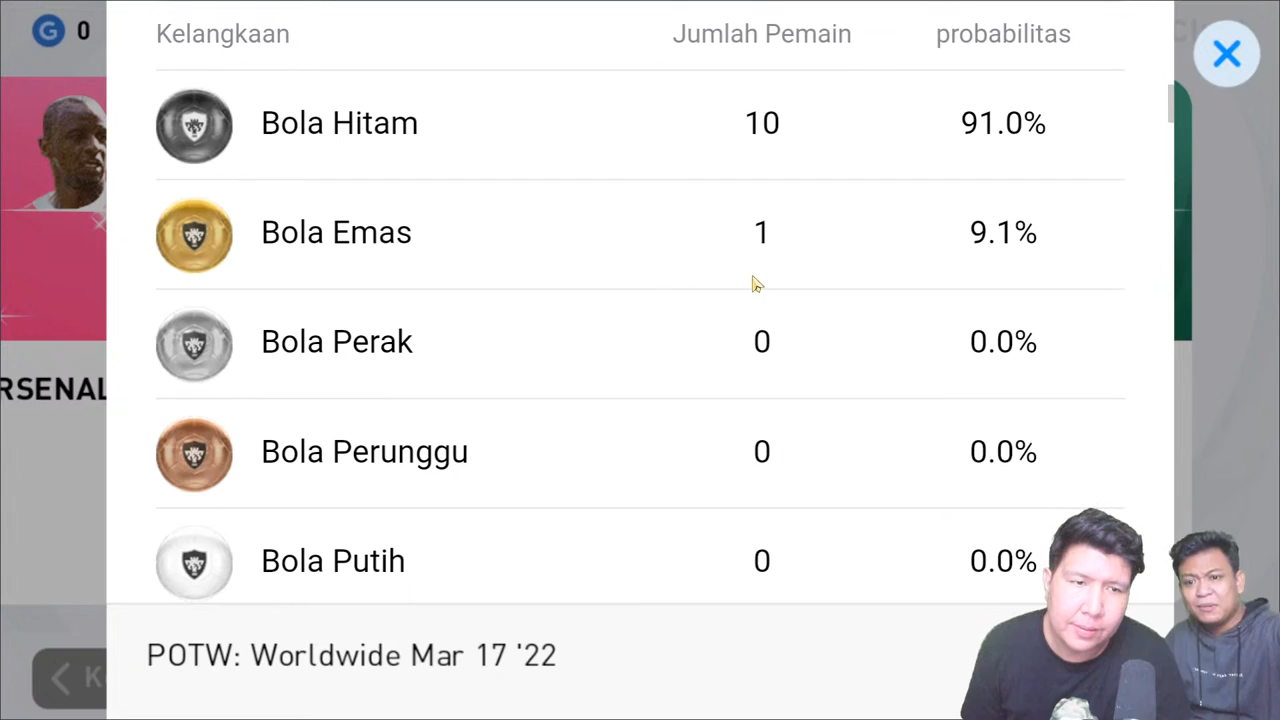 0
Kelangkaan Jumlah Pemain probabilitas
Bola Hitam 10 91.0%
Bola Emas 1 9.1%
Bola Perak 0 0.0%
RSENAL
Bola Perunggu 0 0.0%
Bola Putih 0 0.0%
POTW: Worldwide Mar 17 '22
K